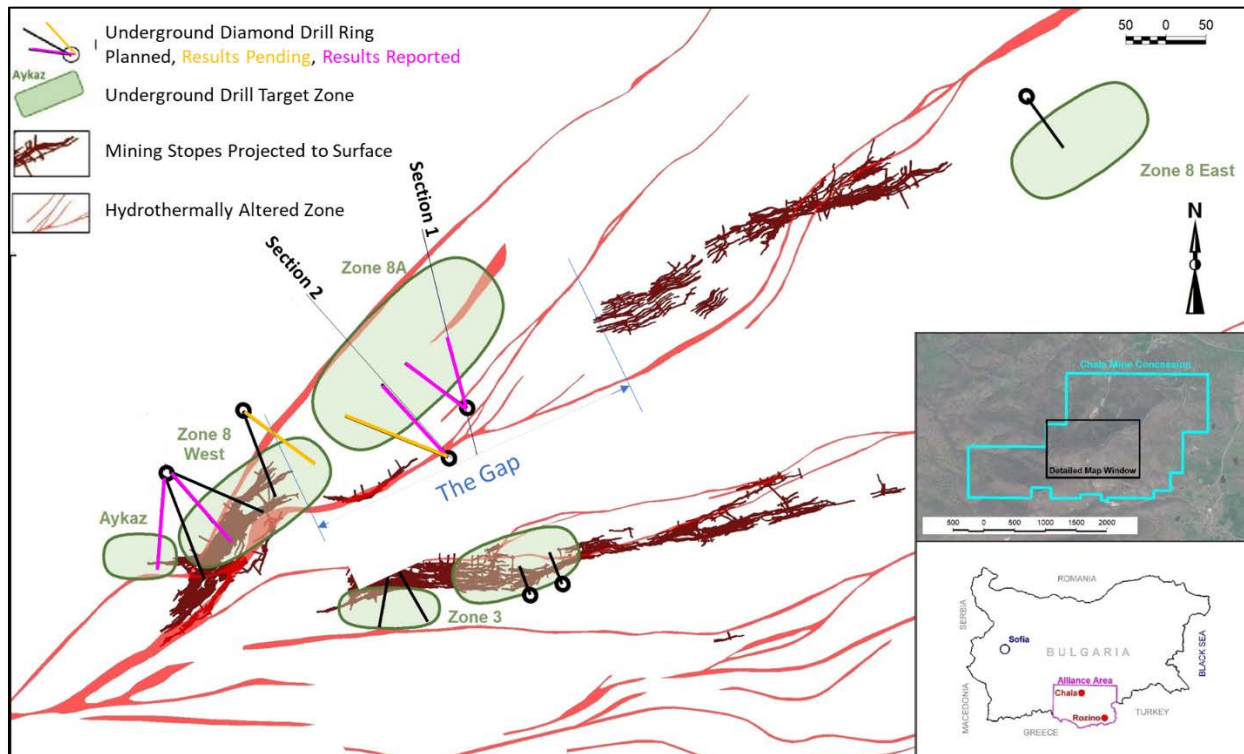 Underground Diamond Drill Ring
Planned, Results Pending, Results Reported
Aykaz
Underground Drill Target Zone
Mining Stopes Projected to Surface
Hydrothermally Altered Zone
50 0 50
Zone 8 East
N
Section 1
Section 2
Zone 8A
Zone 8
West
The Gap
Aykaz
Zone 3
Chala Mine Concession
Detailed Map Window
500 0 500 1000 1500 2000
ROMANIA
SERBIA
Sofia
BULGARIA
BLACK SEA
Alliance Area
Chala
MACEDONIA
Rozino
TURKEY
GREECE